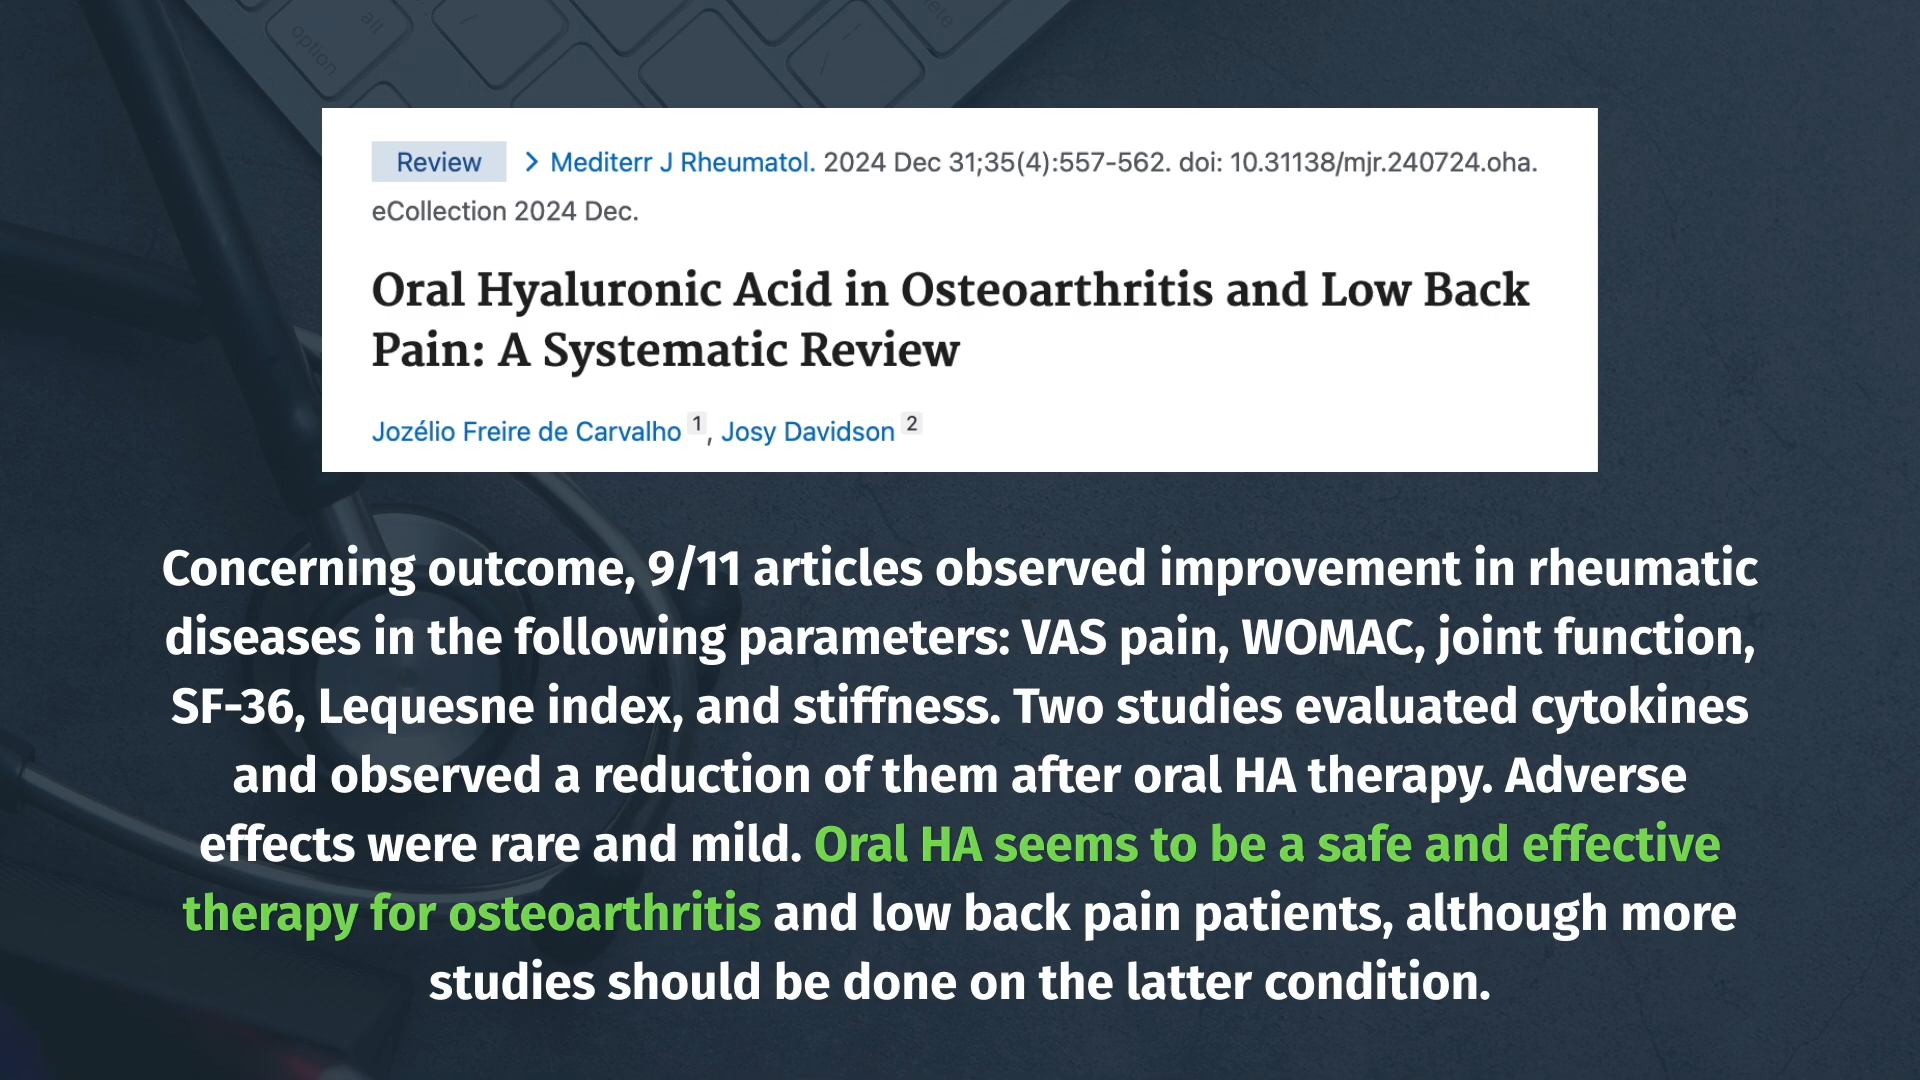 option
alt
Review > Mediterr J Rheumatol. 2024 Dec 31;35(4):557-562. doi: 10.31138/mjr.240724.oha.
eCollection 2024 Dec.
Oral Hyaluronic Acid in Osteoarthritis and Low Back
Pain: A Systematic Review
Jozélio Freire de Carvalho 1, Josy Davidson 2
Concerning outcome, 9/11 articles observed improvement in rheumatic
diseases in the following parameters: VAS pain, WOMAC, joint function,
SF-36, Lequesne index, and stiffness. Two studies evaluated cytokines
and observed a reduction of them after oral HA therapy. Adverse
effects were rare and mild. Oral HA seems to be a safe and effective
therapy for osteoarthritis and low back pain patients, although more
studies should be done on the latter condition.